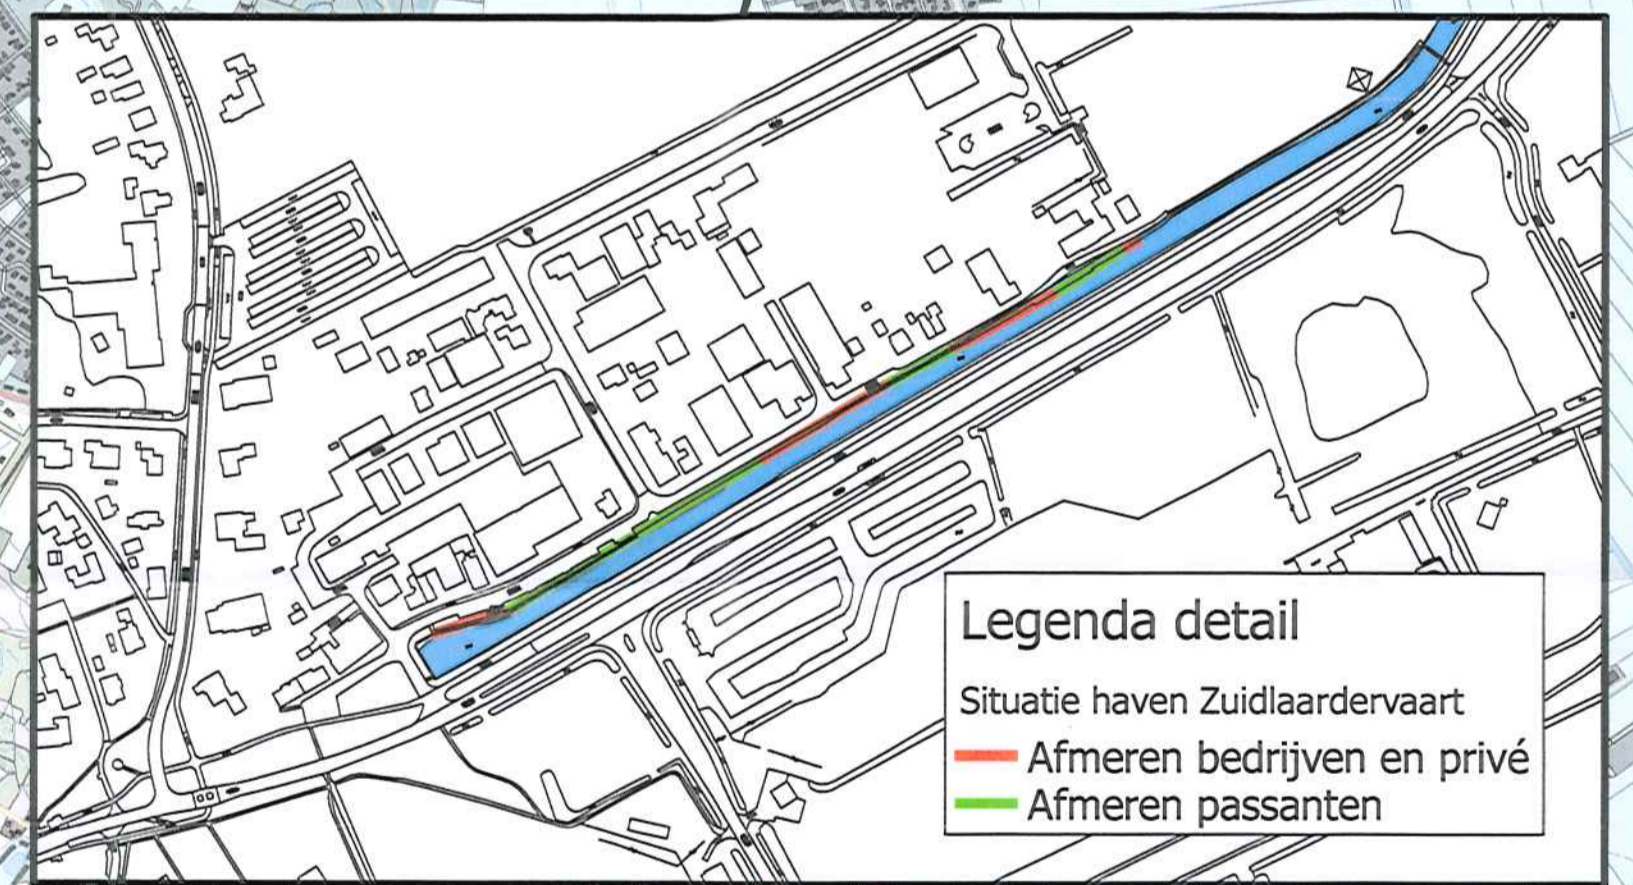 Legenda detail
Situatie haven Zuidlaardervaart
Afmeren bedrijven en privé
Afmeren passanten